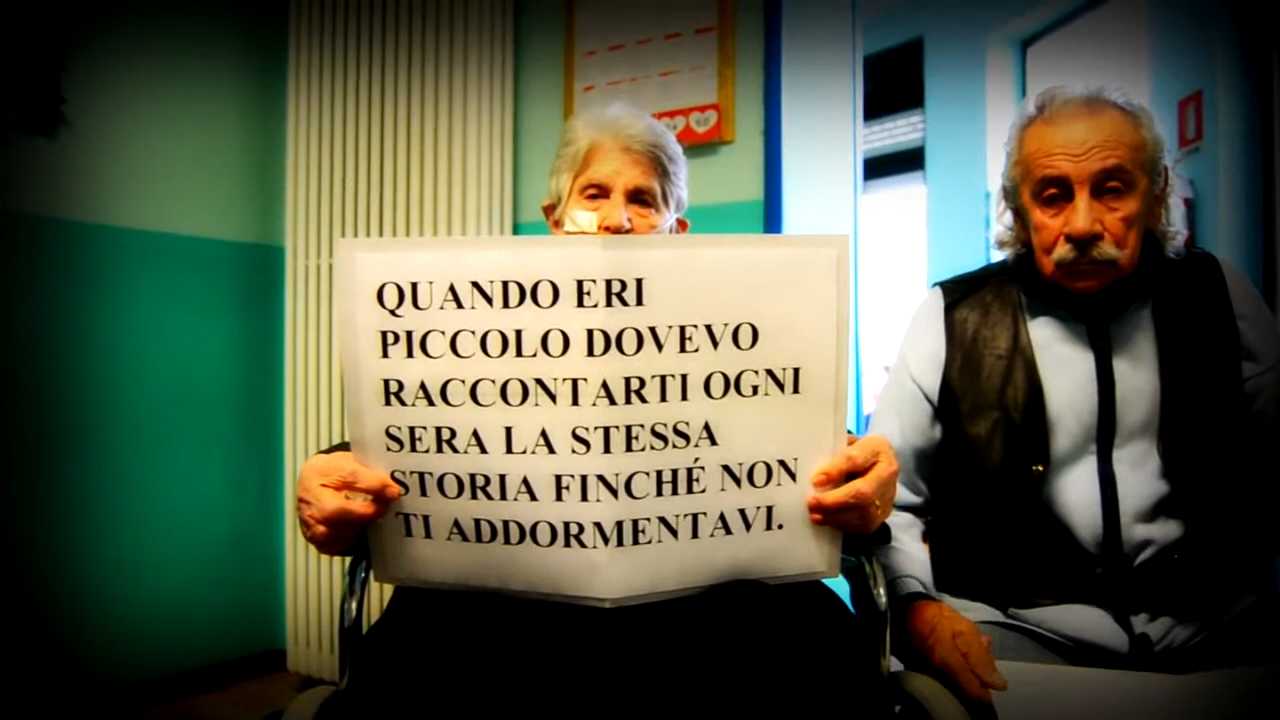 QUANDO ERI
PICCOLO DOVEVO
RACCONTARTI OGNI
SERA LA STESSA
STORIA FINCHÉ NON
TI ADDORMENTAVI.